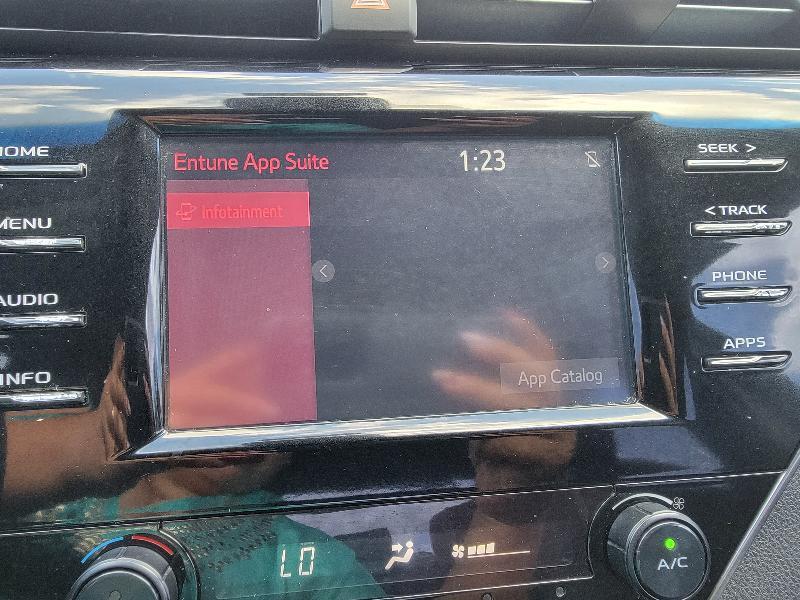 HOME
MENU
AUDIO
INFO
Entune App Suite
1:23
Infotainment
App Catalog
SEEK >
< TRACK
PHONE
APPS
LO
A/C